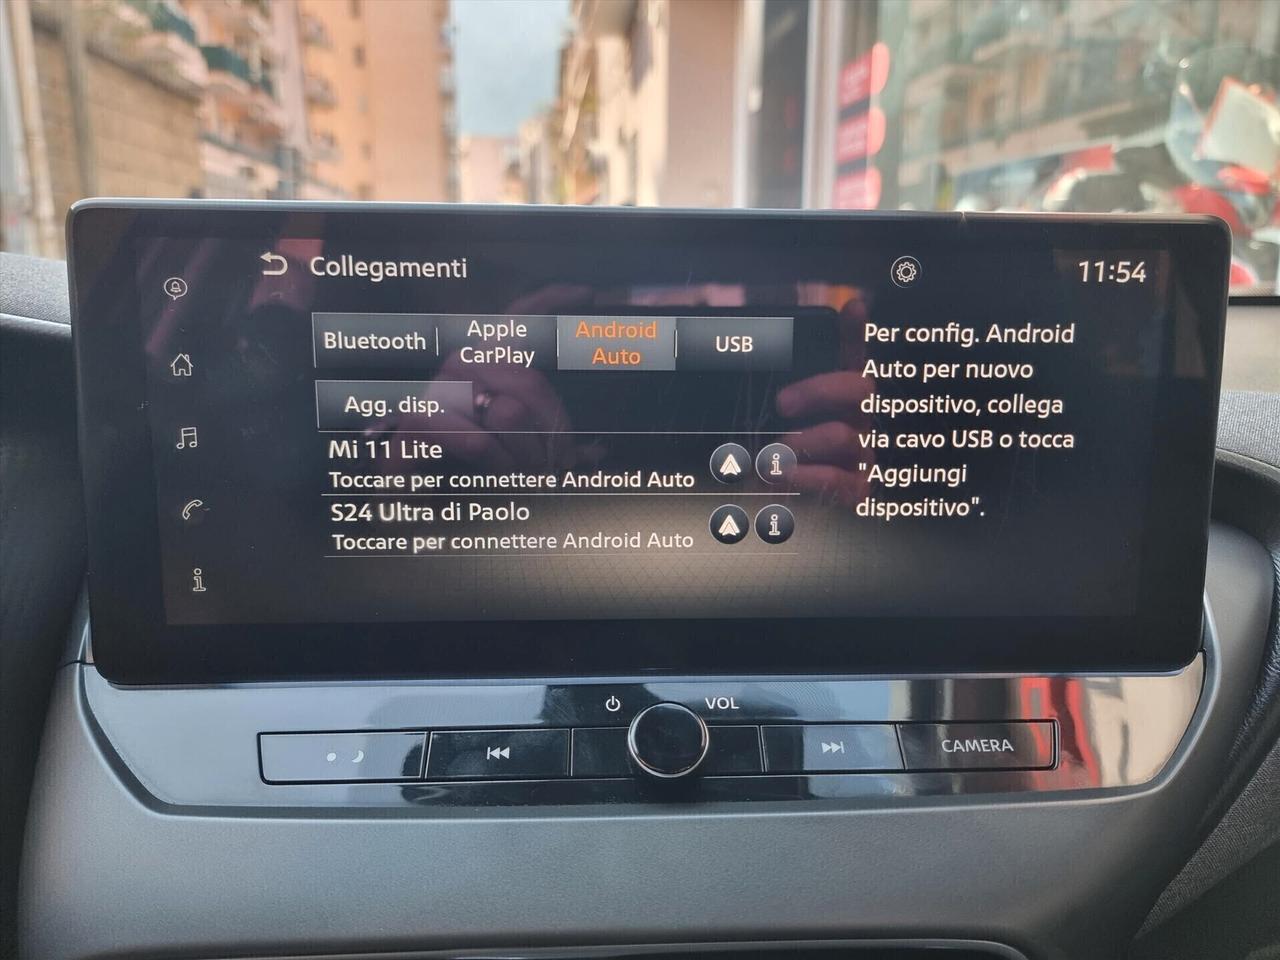 Collegamenti
11:54
Bluetooth
Apple
CarPlay
Android
Auto
USB
Agg. disp.
Mi 11 Lite
Toccare per connettere Android Auto
S24 Ultra di Paolo
Toccare per connettere Android Auto
Per config. Android
Auto per nuovo
dispositivo, collega
via cavo USB o tocca
"Aggiungi
dispositivo".
VOL
CAMERA